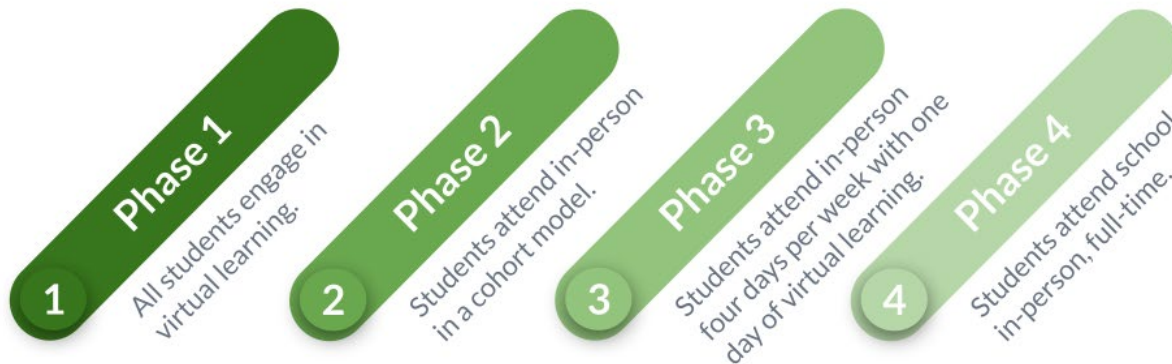 Phase 1
All students engage in
virtual learning.
1
Phase 2
Students attend in-person
in a cohort model.
2
Phase 3
Students attend in-person
four days per week with one
day of virtual learning.
3
Phase 4
Students attend school
in-person, full-time.
4